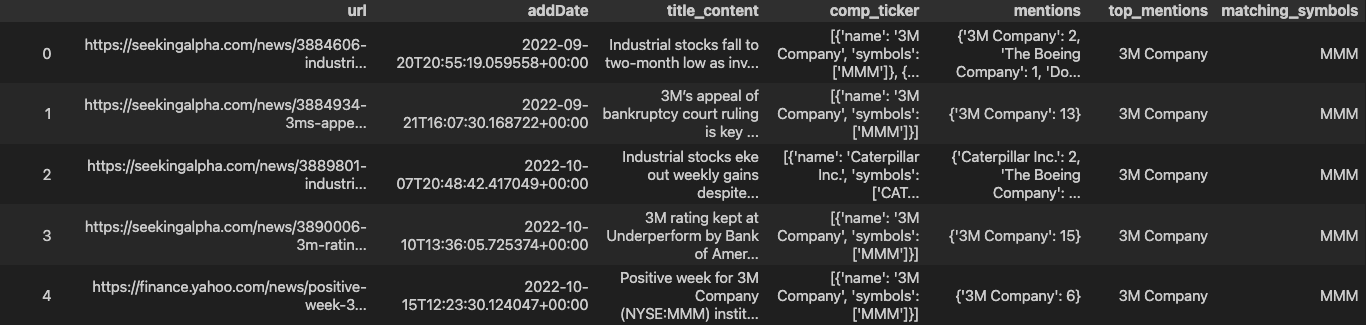 url addDate title_content comp_ticker mentions top_mentions matching_symbols
0 https://seekingalpha.com/news/3884606-industri... 2022-09-20T20:55:19.059558+00:00 Industrial stocks fall to two-month low as inv... [{'name': '3M Company', 'symbols': ['MMM']}, {... {'3M Company': 2, 'The Boeing Company': 1, 'Do... 3M Company MMM
1 https://seekingalpha.com/news/3884934-3ms-appe... 2022-09-21T16:07:30.168722+00:00 3M’s appeal of bankruptcy court ruling is key ... [{'name': '3M Company', 'symbols': ['MMM']}] {'3M Company': 13} 3M Company MMM
2 https://seekingalpha.com/news/3889801-industri... 2022-10-07T20:48:42.417049+00:00 Industrial stocks eke out weekly gains despite... [{'name': 'Caterpillar Inc.', 'symbols': ['CAT... {'Caterpillar Inc.': 2, 'The Boeing Company': ... 3M Company MMM
3 https://seekingalpha.com/news/3890006-3m-ratin... 2022-10-10T13:36:05.725374+00:00 3M rating kept at Underperform by Bank of Amer... [{'name': '3M Company', 'symbols': ['MMM']}] {'3M Company': 15} 3M Company MMM
4 https://finance.yahoo.com/news/positive-week-3... 2022-10-15T12:23:30.124047+00:00 Positive week for 3M Company (NYSE:MMM) instit... [{'name': '3M Company', 'symbols': ['MMM']}] {'3M Company': 6} 3M Company MMM